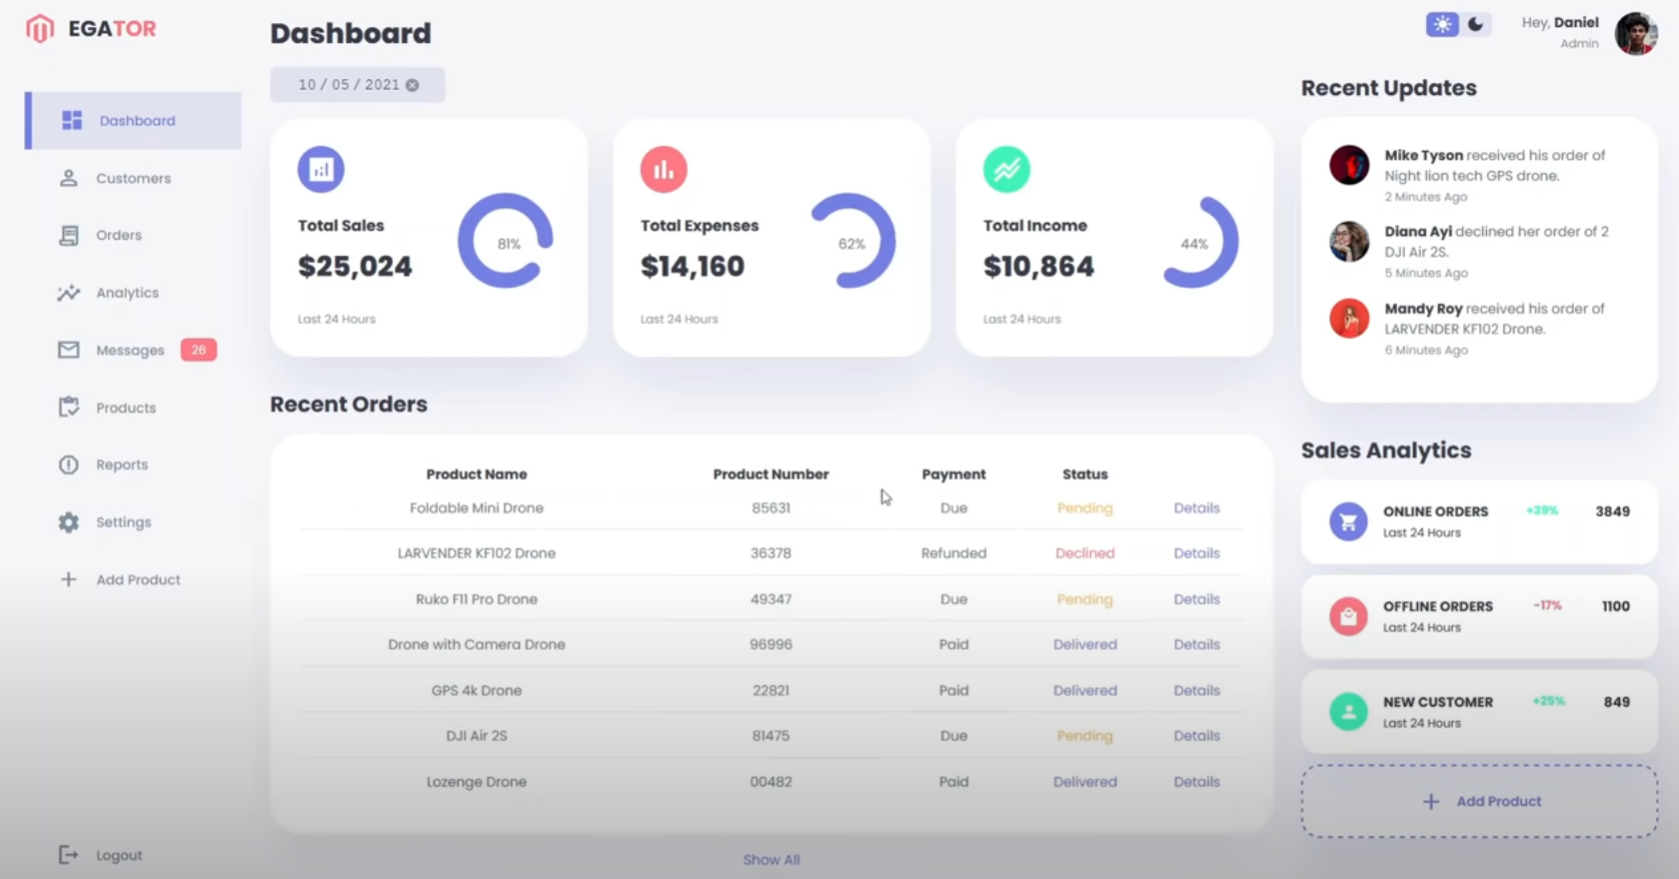 EGATOR
Dashboard
Customers
Orders
Analytics
Messages 26
Products
Reports
Settings
Add Product
Logout
Dashboard
10 / 05 / 2021
Total Sales
$25,024
81%
Last 24 Hours
Total Expenses
$14,160
62%
Last 24 Hours
Total Income
$10,864
44%
Last 24 Hours
Recent Orders
Product Name Product Number Payment Status
Foldable Mini Drone 85631 Due Pending Details
LARVENDER KF102 Drone 36378 Refunded Declined Details
Ruko F11 Pro Drone 49347 Due Pending Details
Drone with Camera Drone 96996 Paid Delivered Details
GPS 4k Drone 22821 Paid Delivered Details
DJI Air 2S 81475 Due Pending Details
Lozenge Drone 00482 Paid Delivered Details
Show All
Hey, Daniel
Admin
Recent Updates
Mike Tyson received his order of
Night lion tech GPS drone.
2 Minutes Ago
Diana Ayi declined her order of 2
DJI Air 2S.
5 Minutes Ago
Mandy Roy received his order of
LARVENDER KF102 Drone.
6 Minutes Ago
Sales Analytics
ONLINE ORDERS +39% 3849
Last 24 Hours
OFFLINE ORDERS -17% 1100
Last 24 Hours
NEW CUSTOMER +25% 849
Last 24 Hours
Add Product